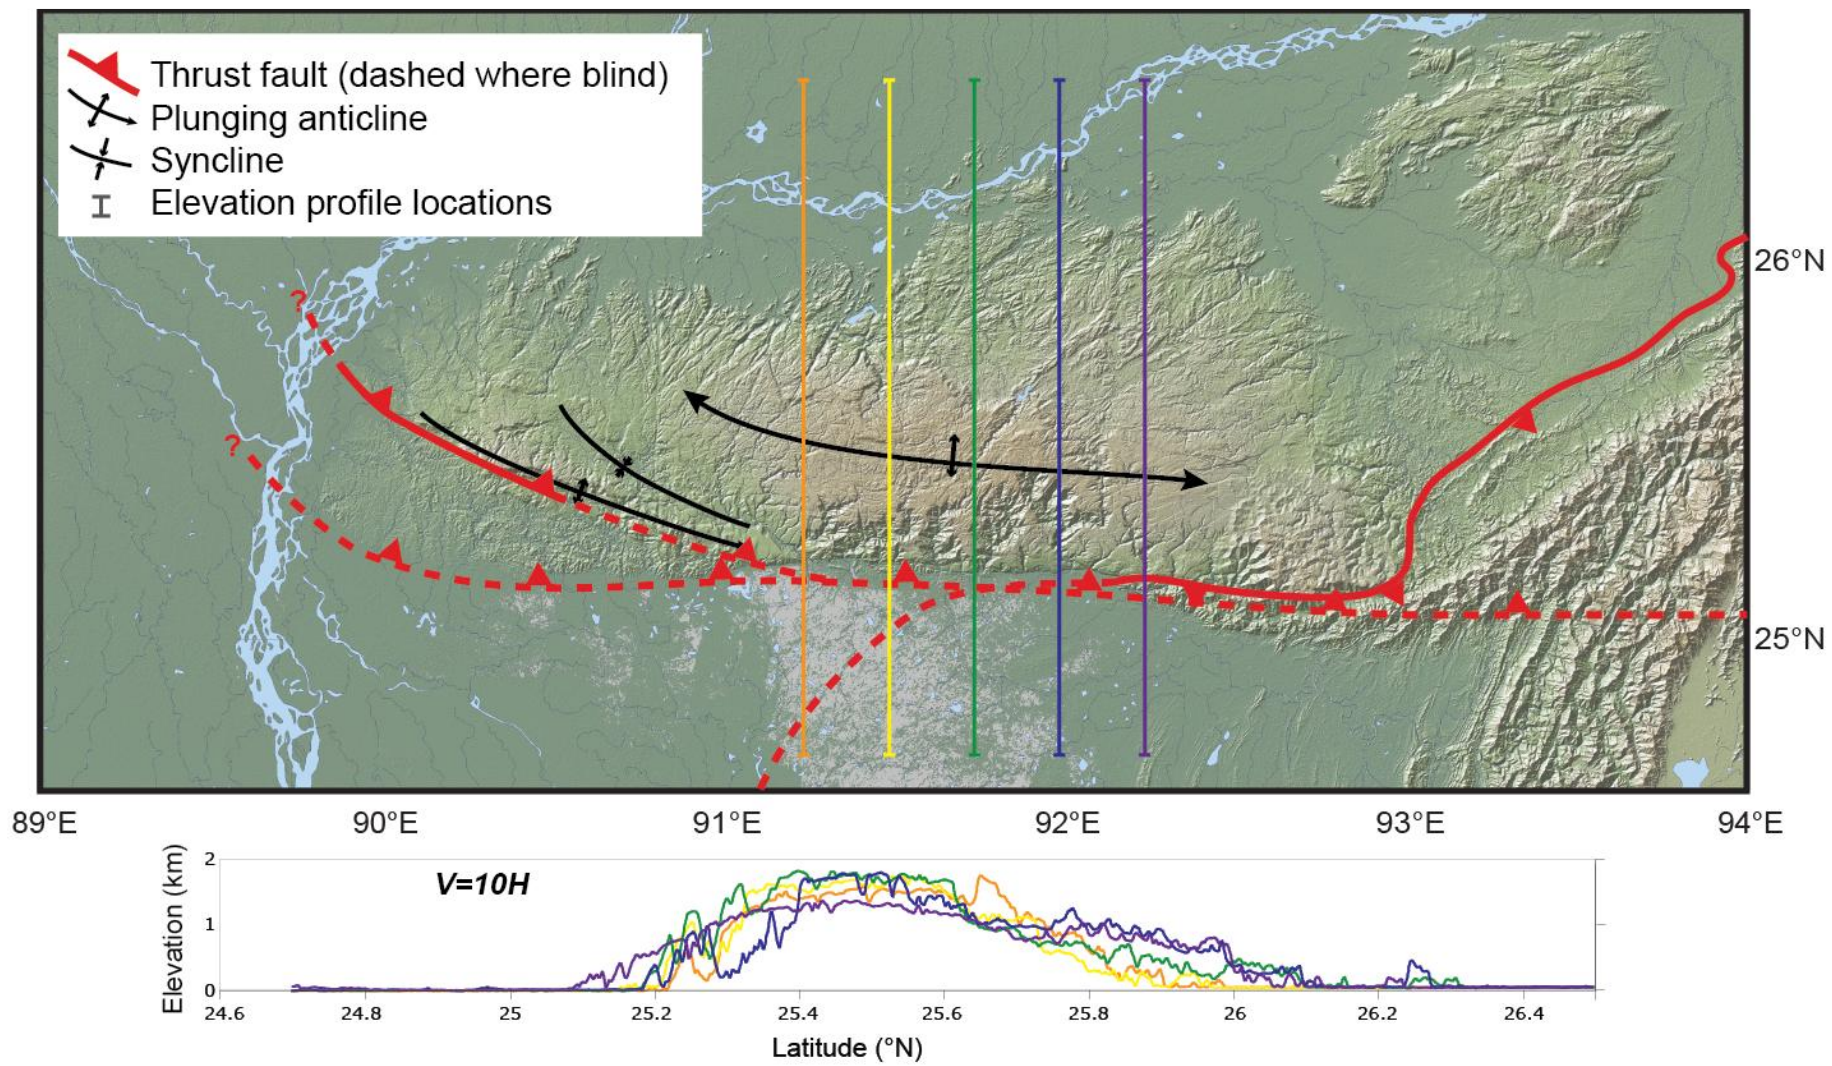 Thrust fault (dashed where blind)
Plunging anticline
Syncline
Elevation profile locations
?
?
26°N
25°N
89°E 90°E 91°E 92°E 93°E 94°E
V=10H
Elevation (km)
2
1
0
24.6 24.8 25 25.2 25.4 25.6 25.8 26 26.2 26.4
Latitude (°N)